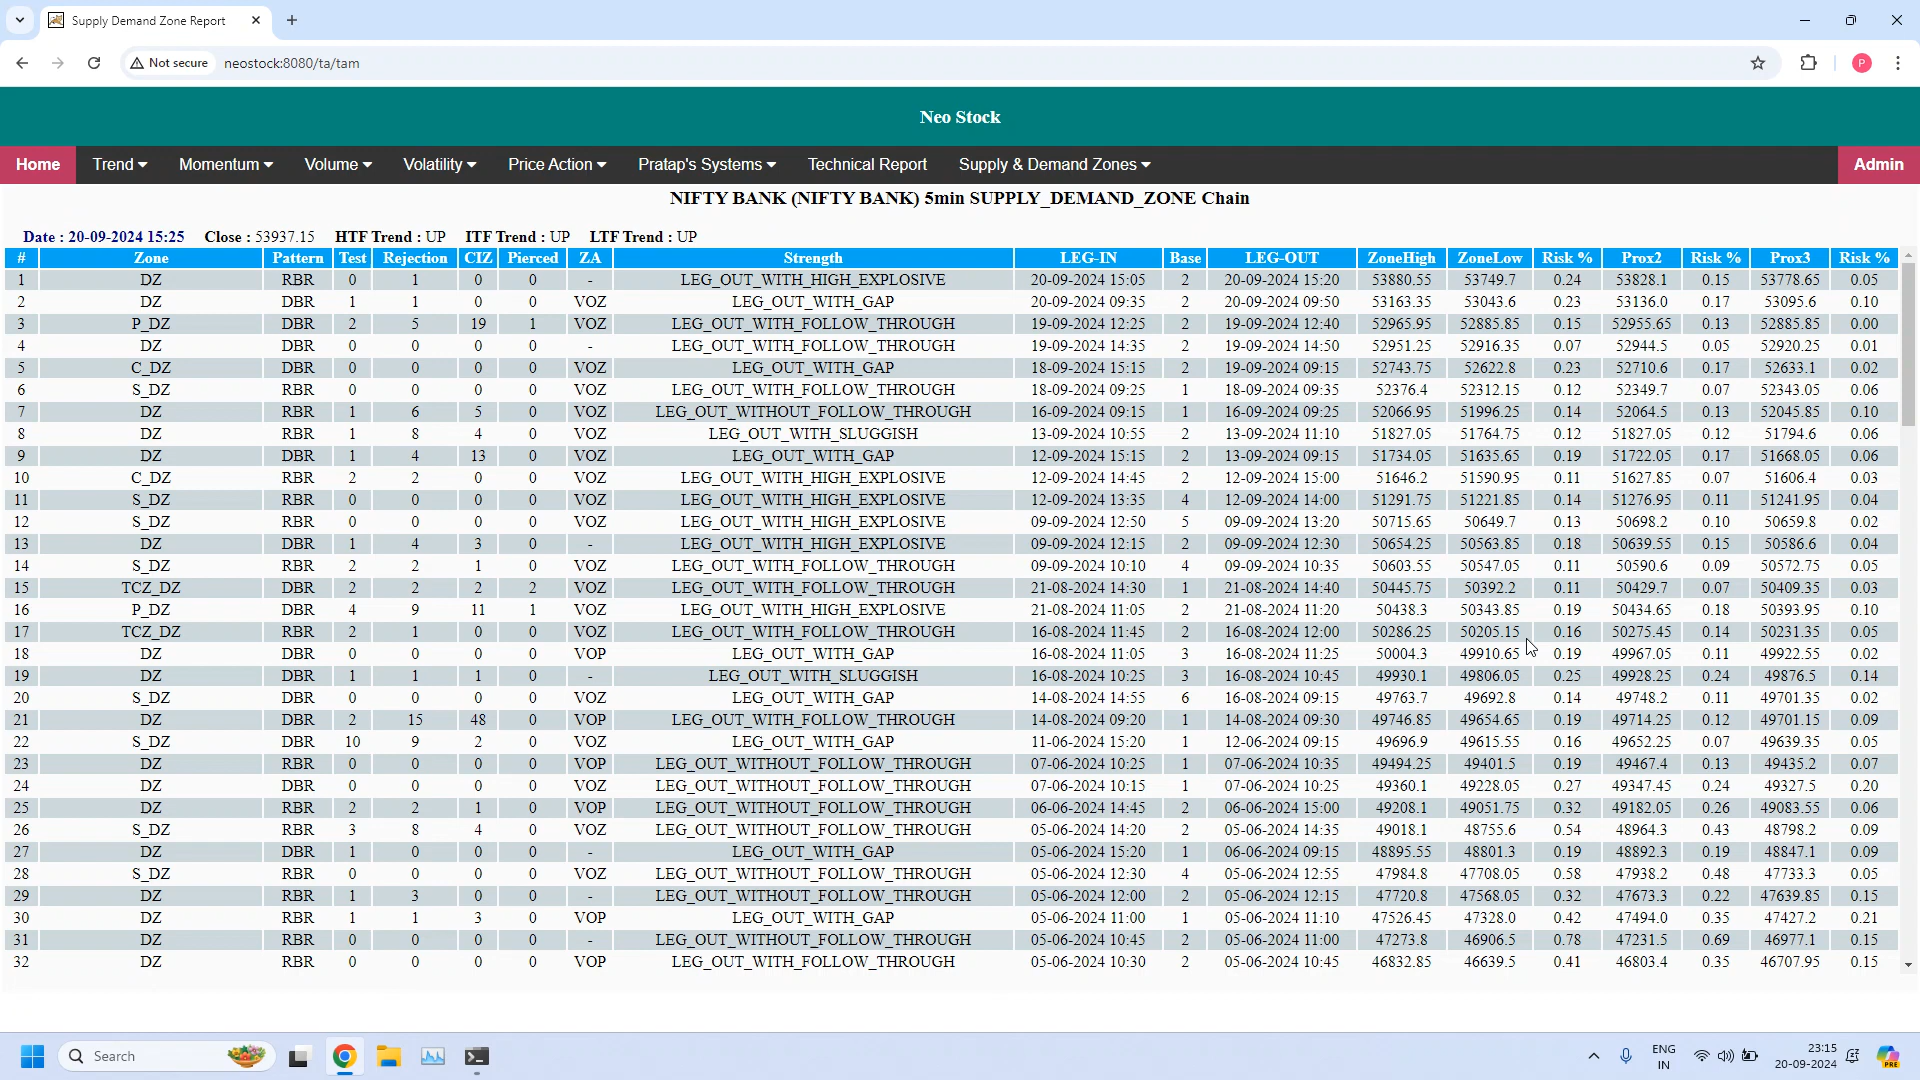 Supply Demand Zone Report
Not secure neostock:8080/ta/tam
P
Neo Stock
Home Trend Momentum Volume Volatility Price Action Pratap's Systems Technical Report Supply & Demand Zones Admin
NIFTY BANK (NIFTY BANK) 5min SUPPLY_DEMAND_ZONE Chain
Date : 20-09-2024 15:25 Close : 53937.15 HTF Trend : UP ITF Trend : UP LTF Trend : UP
# Zone Pattern Test Rejection CIZ Pierced ZA Strength LEG-IN Base LEG-OUT ZoneHigh ZoneLow Risk % Prox2 Risk % Prox3 Risk %
1 DZ RBR 0 1 0 0 - LEG_OUT_WITH_HIGH_EXPLOSIVE 20-09-2024 15:05 2 20-09-2024 15:20 53880.55 53749.7 0.24 53828.1 0.15 53778.65 0.05
2 DZ DBR 1 1 0 0 VOZ LEG_OUT_WITH_GAP 20-09-2024 09:35 2 20-09-2024 09:50 53163.35 53043.6 0.23 53136.0 0.17 53095.6 0.10
3 P_DZ DBR 2 5 19 1 VOZ LEG_OUT_WITH_FOLLOW_THROUGH 19-09-2024 12:25 2 19-09-2024 12:40 52965.95 52885.85 0.15 52955.65 0.13 52885.85 0.00
4 DZ DBR 0 0 0 0 - LEG_OUT_WITH_FOLLOW_THROUGH 19-09-2024 14:35 2 19-09-2024 14:50 52951.25 52916.35 0.07 52944.5 0.05 52920.25 0.01
5 C_DZ DBR 0 0 0 0 VOZ LEG_OUT_WITH_GAP 18-09-2024 15:15 2 19-09-2024 09:15 52743.75 52622.8 0.23 52710.6 0.17 52633.1 0.02
6 S_DZ RBR 0 0 0 0 VOZ LEG_OUT_WITH_FOLLOW_THROUGH 18-09-2024 09:25 1 18-09-2024 09:35 52376.4 52312.15 0.12 52349.7 0.07 52343.05 0.06
7 DZ RBR 1 6 5 0 VOZ LEG_OUT_WITHOUT_FOLLOW_THROUGH 16-09-2024 09:15 1 16-09-2024 09:25 52066.95 51996.25 0.14 52064.5 0.13 52045.85 0.10
8 DZ RBR 1 8 4 0 VOZ LEG_OUT_WITH_SLUGGISH 13-09-2024 10:55 2 13-09-2024 11:10 51827.05 51764.75 0.12 51827.05 0.12 51794.6 0.06
9 DZ DBR 1 4 13 0 VOZ LEG_OUT_WITH_GAP 12-09-2024 15:15 2 13-09-2024 09:15 51734.05 51635.65 0.19 51722.05 0.17 51668.05 0.06
10 C_DZ RBR 2 2 0 0 VOZ LEG_OUT_WITH_HIGH_EXPLOSIVE 12-09-2024 14:45 2 12-09-2024 15:00 51646.2 51590.95 0.11 51627.85 0.07 51606.4 0.03
11 S_DZ RBR 0 0 0 0 VOZ LEG_OUT_WITH_HIGH_EXPLOSIVE 12-09-2024 13:35 4 12-09-2024 14:00 51291.75 51221.85 0.14 51276.95 0.11 51241.95 0.04
12 S_DZ RBR 0 0 0 0 VOZ LEG_OUT_WITH_HIGH_EXPLOSIVE 09-09-2024 12:50 5 09-09-2024 13:20 50715.65 50649.7 0.13 50698.2 0.10 50659.8 0.02
13 DZ DBR 1 4 3 0 - LEG_OUT_WITH_HIGH_EXPLOSIVE 09-09-2024 12:15 2 09-09-2024 12:30 50654.25 50563.85 0.18 50639.55 0.15 50586.6 0.04
14 S_DZ RBR 2 2 1 0 VOZ LEG_OUT_WITH_FOLLOW_THROUGH 09-09-2024 10:10 4 09-09-2024 10:35 50603.55 50547.05 0.11 50590.6 0.09 50572.75 0.05
15 TCZ_DZ DBR 2 2 2 2 VOZ LEG_OUT_WITH_FOLLOW_THROUGH 21-08-2024 14:30 1 21-08-2024 14:40 50445.75 50392.2 0.11 50429.7 0.07 50409.35 0.03
16 P_DZ DBR 4 9 11 1 VOZ LEG_OUT_WITH_HIGH_EXPLOSIVE 21-08-2024 11:05 2 21-08-2024 11:20 50438.3 50343.85 0.19 50434.65 0.18 50393.95 0.10
17 TCZ_DZ RBR 2 1 0 0 VOZ LEG_OUT_WITH_FOLLOW_THROUGH 16-08-2024 11:45 2 16-08-2024 12:00 50286.25 50205.15 0.16 50275.45 0.14 50231.35 0.05
18 DZ DBR 0 0 0 0 VOP LEG_OUT_WITH_GAP 16-08-2024 11:05 3 16-08-2024 11:25 50004.3 49910.65 0.19 49967.05 0.11 49922.55 0.02
19 DZ DBR 1 1 1 0 - LEG_OUT_WITH_SLUGGISH 16-08-2024 10:25 3 16-08-2024 10:45 49930.1 49806.05 0.25 49928.25 0.24 49876.5 0.14
20 S_DZ DBR 0 0 0 0 VOZ LEG_OUT_WITH_GAP 14-08-2024 14:55 6 16-08-2024 09:15 49763.7 49692.8 0.14 49748.2 0.11 49701.35 0.02
21 DZ DBR 2 15 48 0 VOP LEG_OUT_WITH_FOLLOW_THROUGH 14-08-2024 09:20 1 14-08-2024 09:30 49746.85 49654.65 0.19 49714.25 0.12 49701.15 0.09
22 S_DZ DBR 10 9 2 0 VOZ LEG_OUT_WITH_GAP 11-06-2024 15:20 1 12-06-2024 09:15 49696.9 49615.55 0.16 49652.25 0.07 49639.35 0.05
23 DZ RBR 0 0 0 0 VOP LEG_OUT_WITHOUT_FOLLOW_THROUGH 07-06-2024 10:25 1 07-06-2024 10:35 49494.25 49401.5 0.19 49467.4 0.13 49435.2 0.07
24 DZ DBR 0 0 0 0 VOZ LEG_OUT_WITHOUT_FOLLOW_THROUGH 07-06-2024 10:15 1 07-06-2024 10:25 49360.1 49228.05 0.27 49347.45 0.24 49327.5 0.20
25 DZ RBR 2 2 1 0 VOP LEG_OUT_WITHOUT_FOLLOW_THROUGH 06-06-2024 14:45 2 06-06-2024 15:00 49208.1 49051.75 0.32 49182.05 0.26 49083.55 0.06
26 S_DZ RBR 3 8 4 0 VOZ LEG_OUT_WITHOUT_FOLLOW_THROUGH 05-06-2024 14:20 2 05-06-2024 14:35 49018.1 48755.6 0.54 48964.3 0.43 48798.2 0.09
27 DZ DBR 1 0 0 0 - LEG_OUT_WITH_GAP 05-06-2024 15:20 1 06-06-2024 09:15 48895.55 48801.3 0.19 48892.3 0.19 48847.1 0.09
28 S_DZ RBR 0 0 0 0 VOZ LEG_OUT_WITHOUT_FOLLOW_THROUGH 05-06-2024 12:30 4 05-06-2024 12:55 47984.8 47708.05 0.58 47938.2 0.48 47733.3 0.05
29 DZ RBR 1 3 0 0 - LEG_OUT_WITHOUT_FOLLOW_THROUGH 05-06-2024 12:00 2 05-06-2024 12:15 47720.8 47568.05 0.32 47673.3 0.22 47639.85 0.15
30 DZ RBR 1 1 3 0 VOP LEG_OUT_WITH_GAP 05-06-2024 11:00 1 05-06-2024 11:10 47526.45 47328.0 0.42 47494.0 0.35 47427.2 0.21
31 DZ RBR 0 0 0 0 - LEG_OUT_WITHOUT_FOLLOW_THROUGH 05-06-2024 10:45 2 05-06-2024 11:00 47273.8 46906.5 0.78 47231.5 0.69 46977.1 0.15
32 DZ RBR 0 0 0 0 VOP LEG_OUT_WITH_FOLLOW_THROUGH 05-06-2024 10:30 2 05-06-2024 10:45 46832.85 46639.5 0.41 46803.4 0.35 46707.95 0.15
Search
ENG
IN
23:15
20-09-2024
PRE